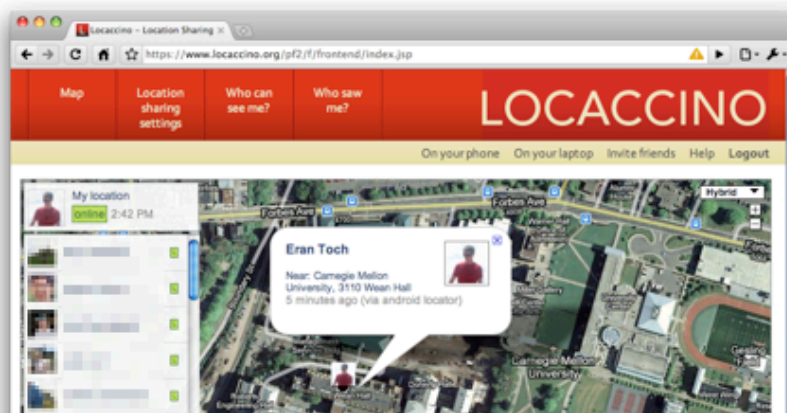 Locaccino - Location Sharing
https://www.locaccino.org/pf2/f/frontend/index.jsp
Map
Location
sharing
settings
Who can
see me?
Who saw
me?
LOCACCINO
On your phone On your laptop Invite friends Help Logout
My location
online 2:42 PM
Hybrid
Forbes Ave
Forbes Ave
Eran Toch
Near: Carnegie Mellon
University, 3110 Wean Hall
5 minutes ago (via android locator)
Carnegie Mellon
University
Gesling
Wean Hall